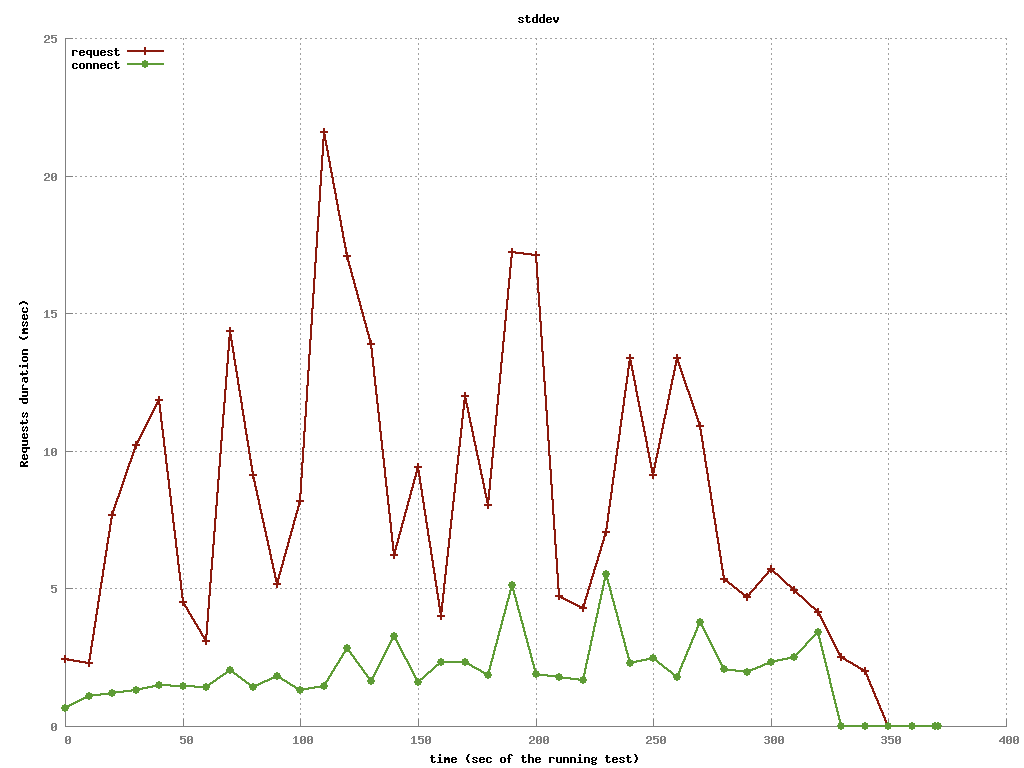 stddev
25
request
connect
20
15
Requests duration (msec)
10
5
0
0 50 100 150 200 250 300 350 400
time (sec of the running test)